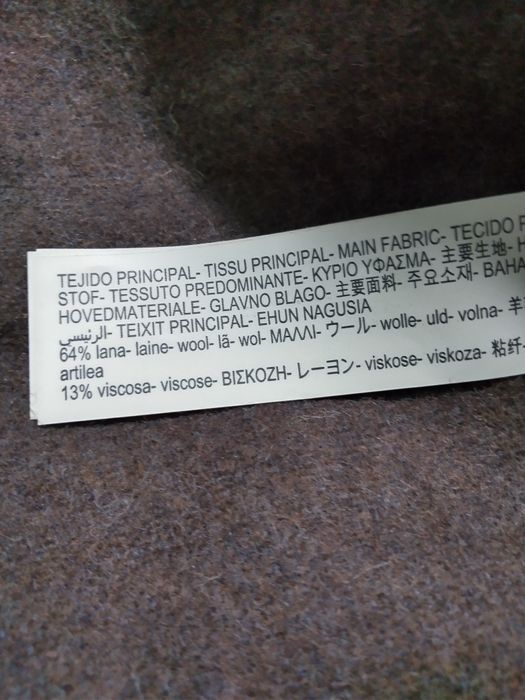 TEJIDO PRINCIPAL- TISSU PRINCIPAL- MAIN FABRIC- TECIDO
STOF- TESSUTO PREDOMINANTE- ΚΥΡΙΟ ΥΦΑΣΜΑ- 主要生地-
HOVEDMATERIALE- GLAVNO BLAGO- 主要面料- 주요소재- BAHA
الرئيسي- TEIXIT PRINCIPAL- EHUN NAGUSIA
64% lana- laine- wool- lã- wol- ΜΑΛΛΙ- ウール- wolle- uld- volna- 羊
artilea
13% viscosa- viscose- ΒΙΣΚΟΖΗ- レーヨン- viskose- viskoza- 粘纤-